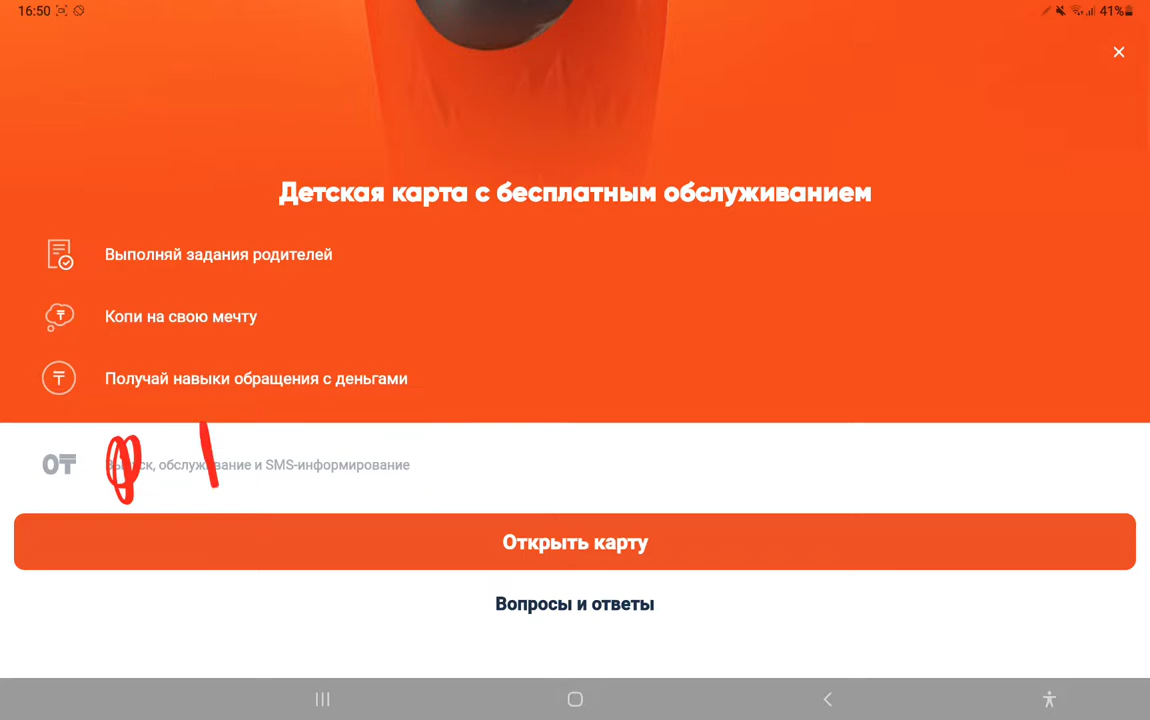 16:50
41%
Детская карта с бесплатным обслуживанием
Выполняй задания родителей
₸
Копи на свою мечту
₸
Получай навыки обращения с деньгами
0₸
Выпуск, обслуживание и SMS-информирование
Открыть карту
Вопросы и ответы